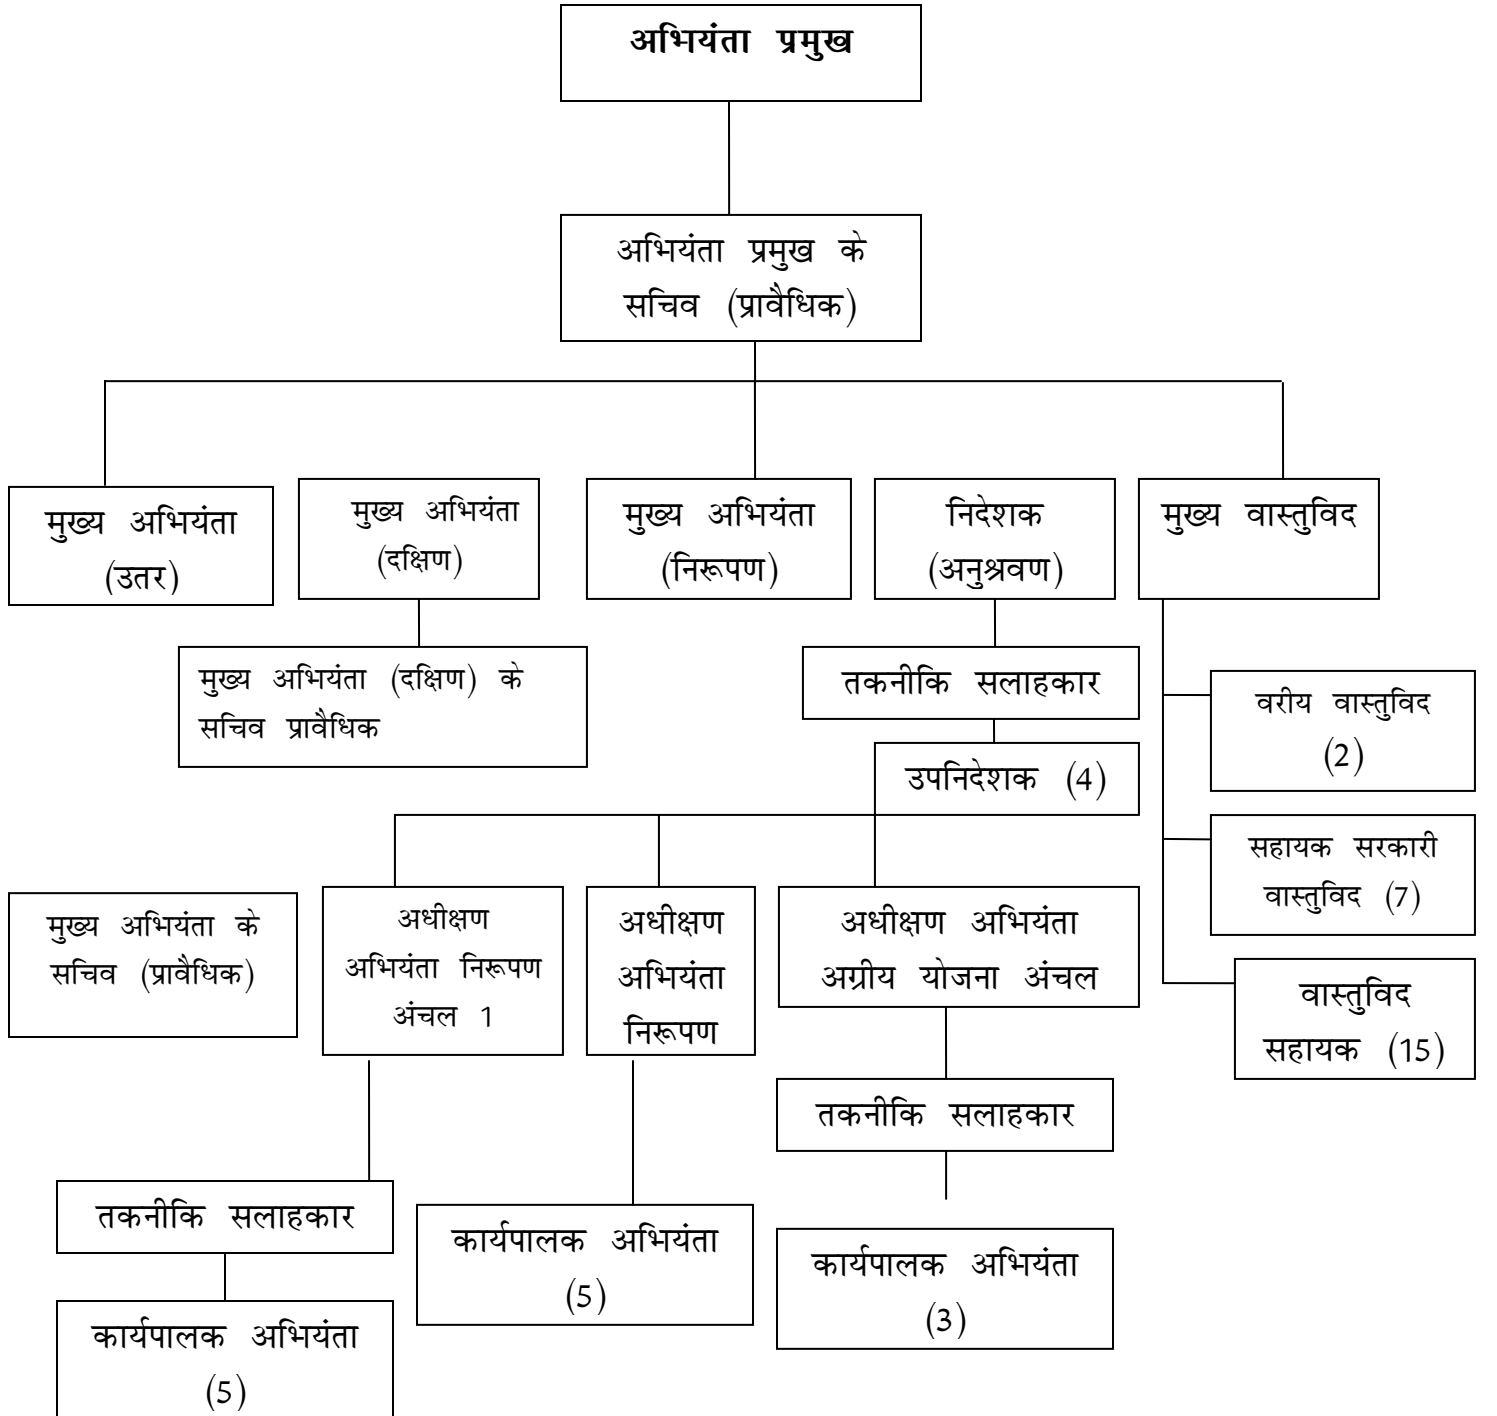 अभियंता प्रमुख
अभियंता प्रमुख के
सचिव (प्रावैधिक)
मुख्य अभियंता
(उतर)
मुख्य अभियंता
(दक्षिण)
मुख्य अभियंता
(निरूपण)
निदेशक
(अनुश्रवण)
मुख्य वास्तुविद
मुख्य अभियंता (दक्षिण) के
सचिव प्रावैधिक
तकनीकि सलाहकार
वरीय वास्तुविद
(2)
उपनिदेशक (4)
सहायक सरकारी
वास्तुविद (7)
मुख्य अभियंता के
सचिव (प्रावैधिक)
अधीक्षण
अभियंता निरूपण
अंचल 1
अधीक्षण
अभियंता
निरूपण
अधीक्षण अभियंता
अग्रीय योजना अंचल
वास्तुविद
सहायक (15)
तकनीकि सलाहकार
तकनीकि सलाहकार
कार्यपालक अभियंता
(5)
कार्यपालक अभियंता
(3)
कार्यपालक अभियंता
(5)